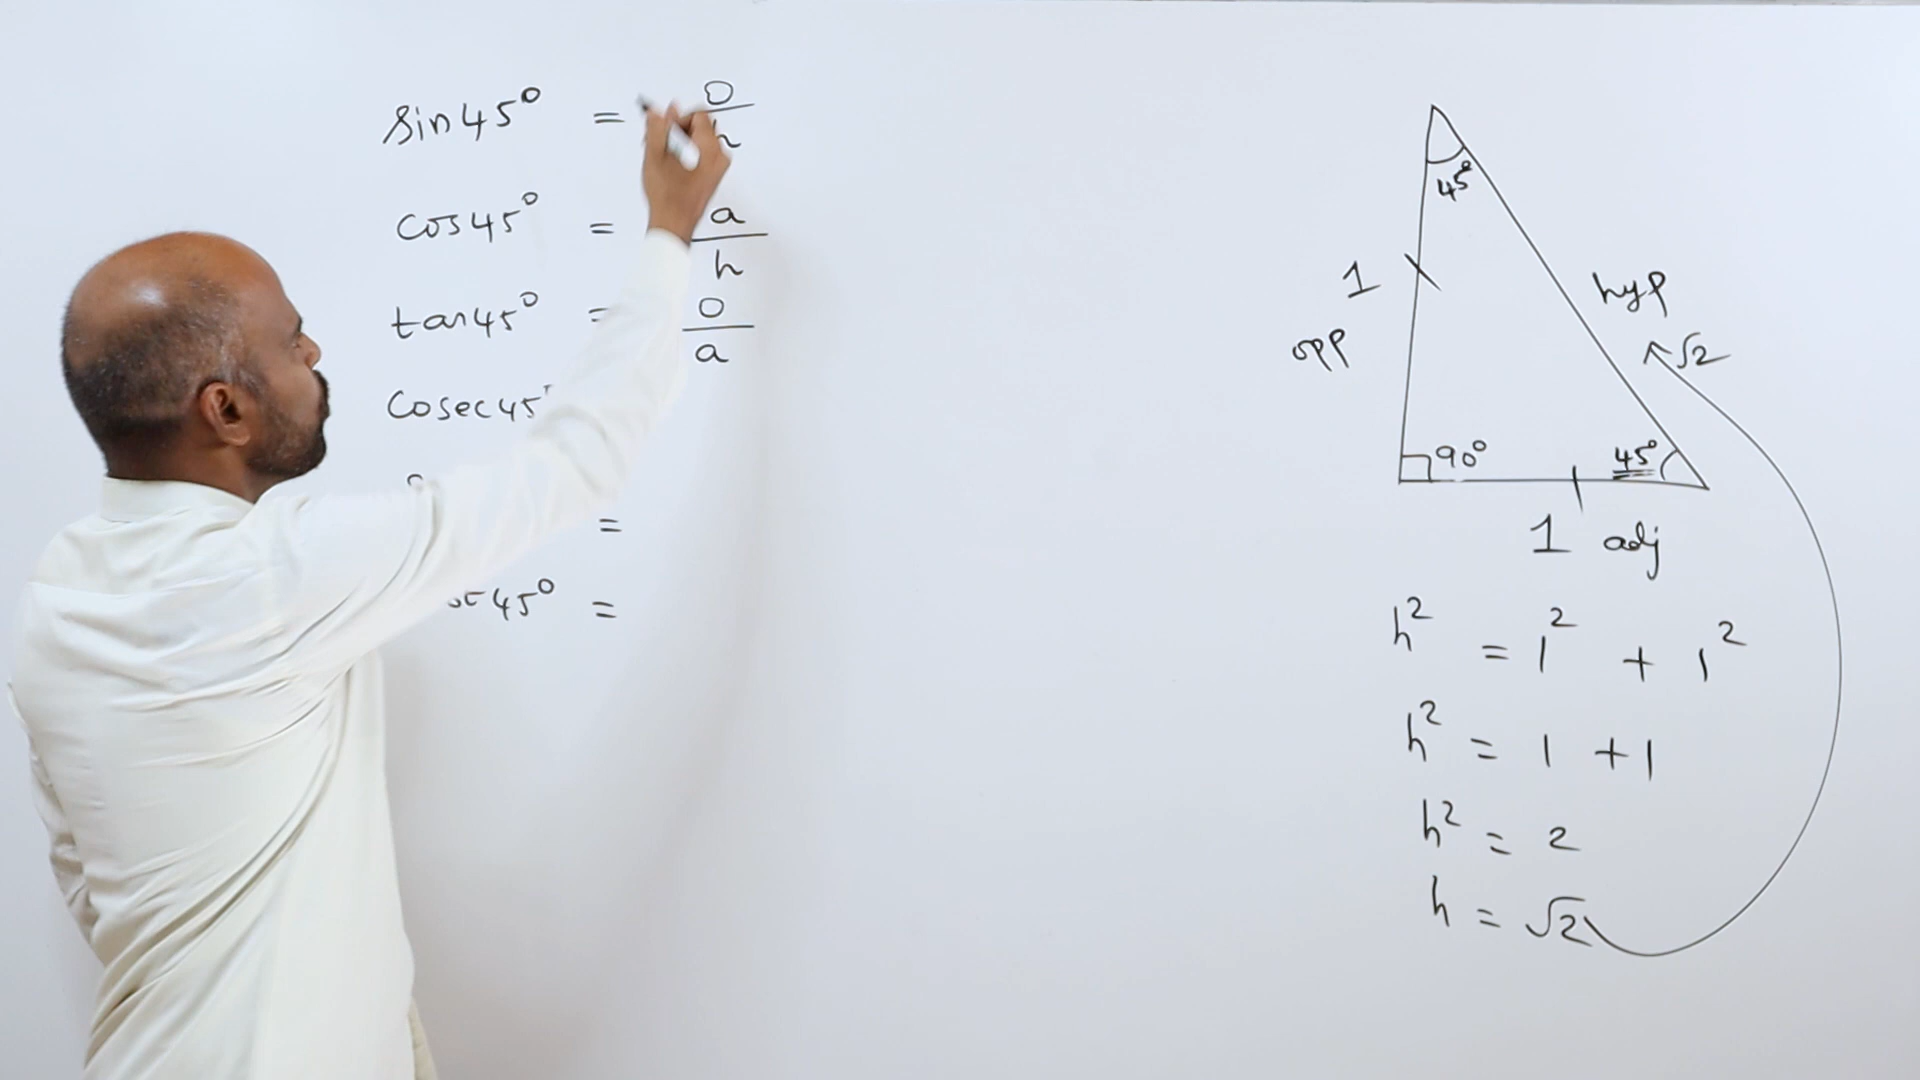 sin45° = o/h
cos45° = a/h
tan45° = o/a
cosec45
=
45° =
45°
1
opp
hyp
√2
90°
45°
1 adj
h² = 1² + 1²
h² = 1 + 1
h² = 2
h = √2